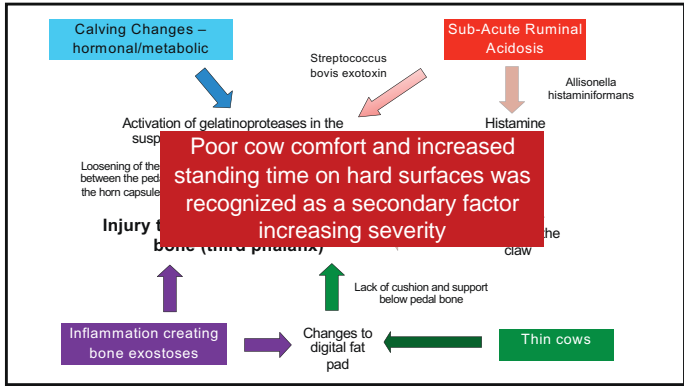 Calving Changes –
hormonal/metabolic
Sub-Acute Ruminal
Acidosis
Streptococcus
bovis exotoxin
Allisonella
histaminiformans
Activation of gelatinoproteases in the
Histamine
Loosening of the
between the
the horn capsule
Poor cow comfort and increased
standing time on hard surfaces was
recognized as a secondary factor
increasing severity
Injury
bone (third phalanx)
the
claw
Lack of cushion and support
below pedal bone
Inflammation creating
bone exostoses
Changes to
digital fat
pad
Thin cows